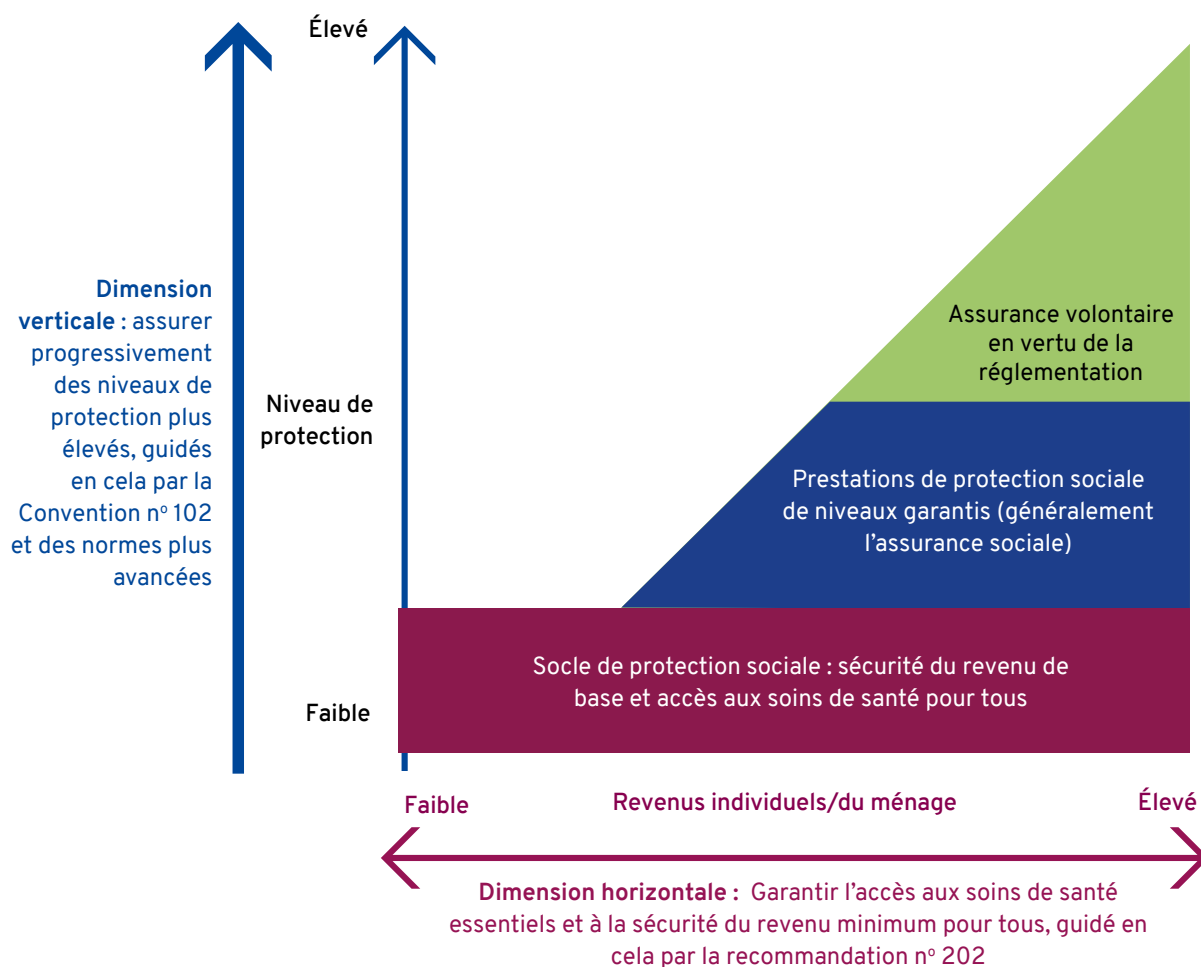 Élevé
Dimension
verticale : assurer
progressivement
des niveaux de
protection plus
élevés, guidés
en cela par la
Convention nº 102
et des normes plus
avancées
Niveau de
protection
Faible
Assurance volontaire
en vertu de la
réglementation
Prestations de protection sociale
de niveaux garantis (généralement
l’assurance sociale)
Socle de protection sociale : sécurité du revenu de
base et accès aux soins de santé pour tous
Faible
Revenus individuels/du ménage
Élevé
Dimension horizontale : Garantir l’accès aux soins de santé
essentiels et à la sécurité du revenu minimum pour tous, guidé en
cela par la recommandation nº 202